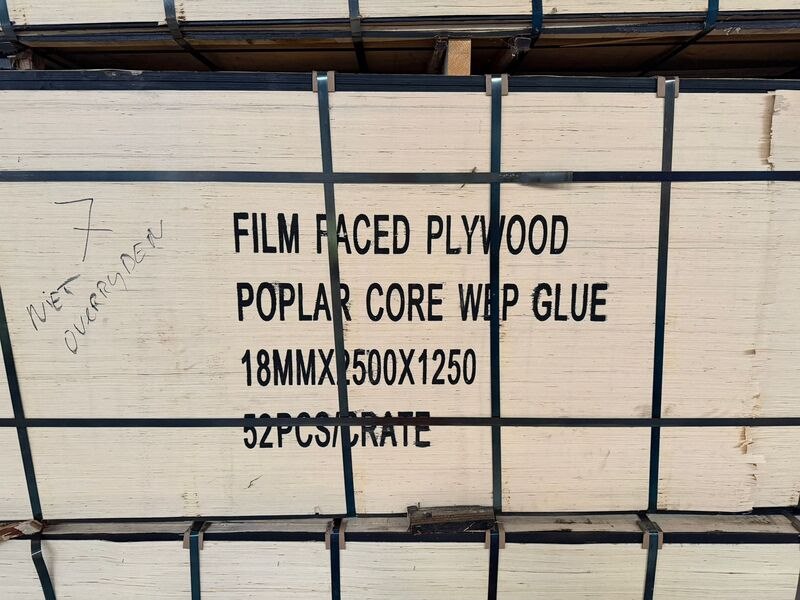 7
NIET
OVERRYDEN
FILM FACED PLYWOOD
POPLAR CORE WBP GLUE
18MMX2500X1250
52PCS/CRATE